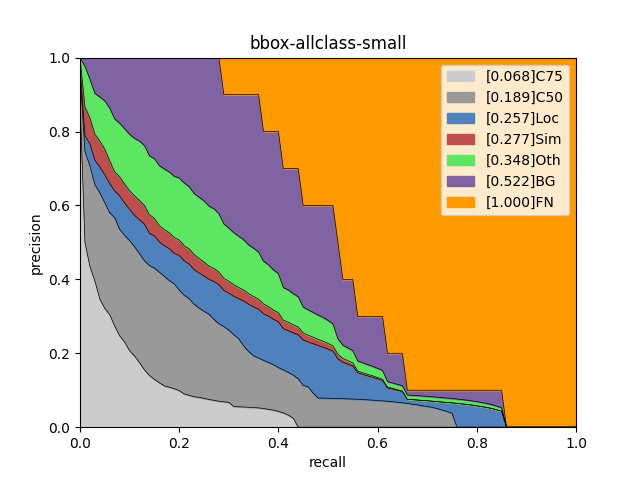 bbox-allclass-small
1.0
0.8
0.6
0.4
0.2
0.0
precision
0.0 0.2 0.4 0.6 0.8 1.0
recall
[0.068]C75
[0.189]C50
[0.257]Loc
[0.277]Sim
[0.348]Oth
[0.522]BG
[1.000]FN